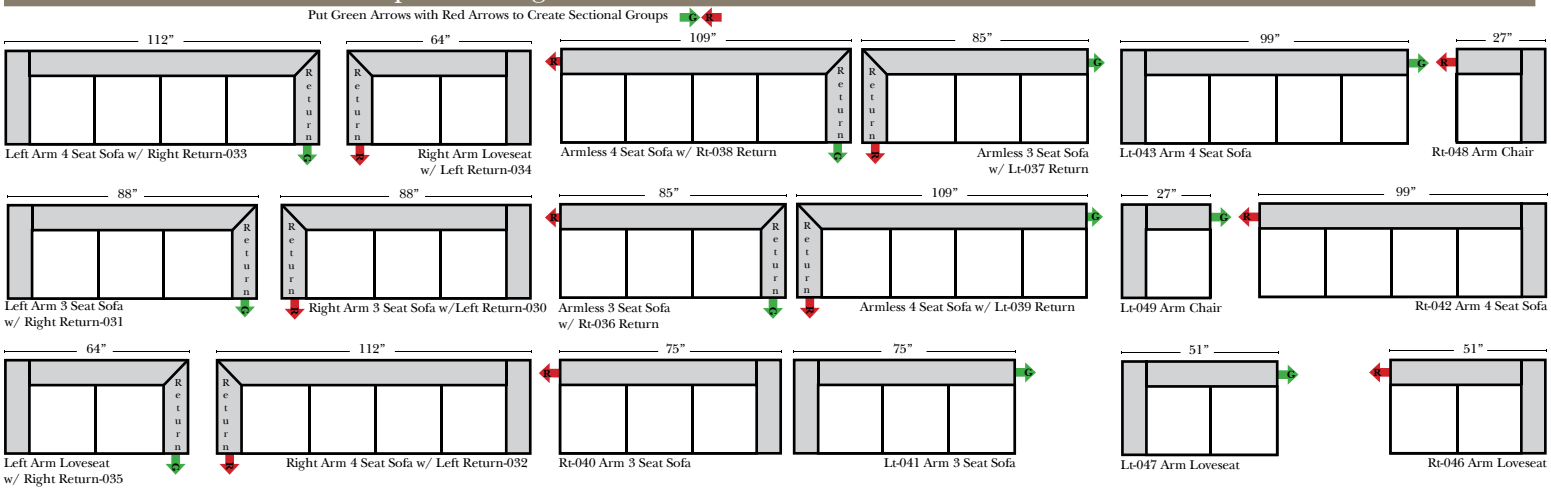 Put Green Arrows with Red Arrows to Create Sectional Groups G R
112” 64” 109” 85” 99” 27”
R G G R
Return Return Return Return
G R G R
Left Arm 4 Seat Sofa w/ Right Return-033
Right Arm Loveseat
w/ Left Return-034
Armless 4 Seat Sofa w/ Rt-038 Return
Armless 3 Seat Sofa
w/ Lt-037 Return
Lt-043 Arm 4 Seat Sofa
Rt-048 Arm Chair
88” 88” 85” 109” 27” 99”
R G G R
Return Return Return Return
G R G R
Left Arm 3 Seat Sofa
w/ Right Return-031
Right Arm 3 Seat Sofa w/Left Return-030
Armless 3 Seat Sofa
w/ Rt-036 Return
Armless 4 Seat Sofa w/ Lt-039 Return
Lt-049 Arm Chair
Rt-042 Arm 4 Seat Sofa
64” 112” 75” 75” 51” 51”
R G G R
Return Return
G R
Left Arm Loveseat
w/ Right Return-035
Right Arm 4 Seat Sofa w/ Left Return-032
Rt-040 Arm 3 Seat Sofa
Lt-041 Arm 3 Seat Sofa
Lt-047 Arm Loveseat
Rt-046 Arm Loveseat